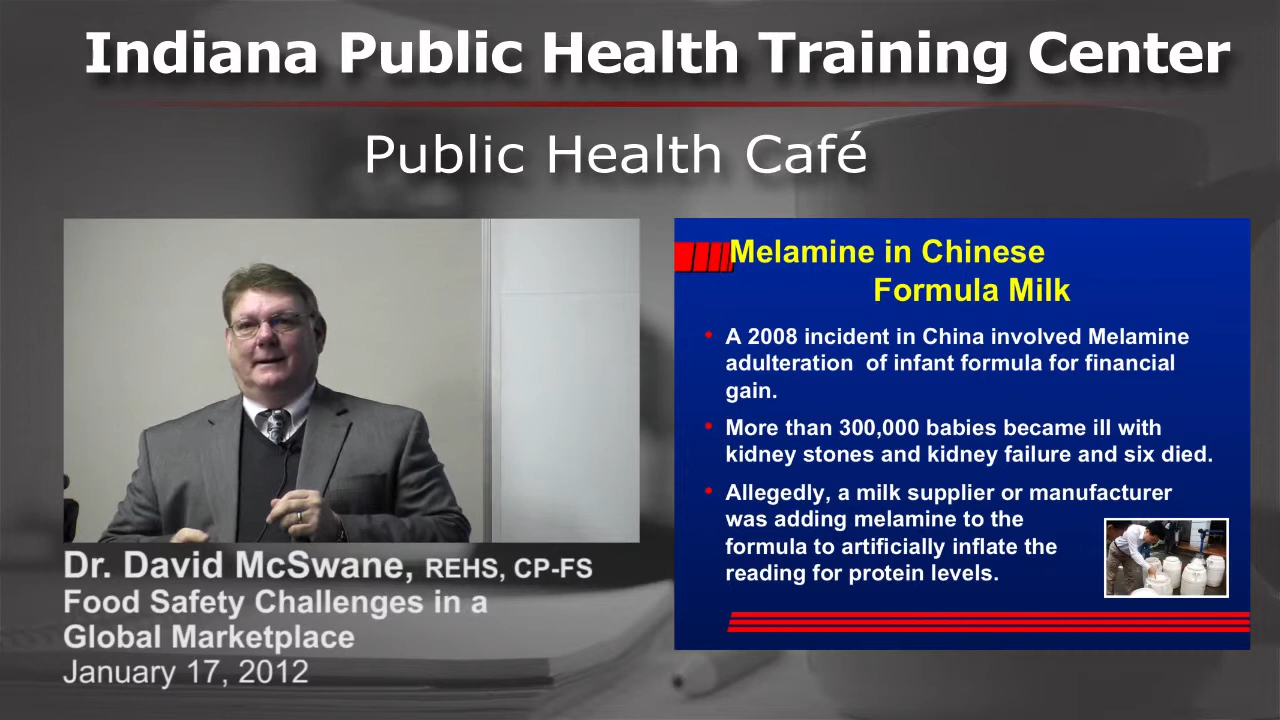 Indiana Public Health Training Center
Public Health Café
Melamine in Chinese
Formula Milk
• A 2008 incident in China involved Melamine
adulteration  of infant formula for financial
gain.
• More than 300,000 babies became ill with
kidney stones and kidney failure and six died.
• Allegedly, a milk supplier or manufacturer
was adding melamine to the
formula to artificially inflate the
reading for protein levels.
Dr. David McSwane, REHS, CP-FS
Food Safety Challenges in a
Global Marketplace
January 17, 2012